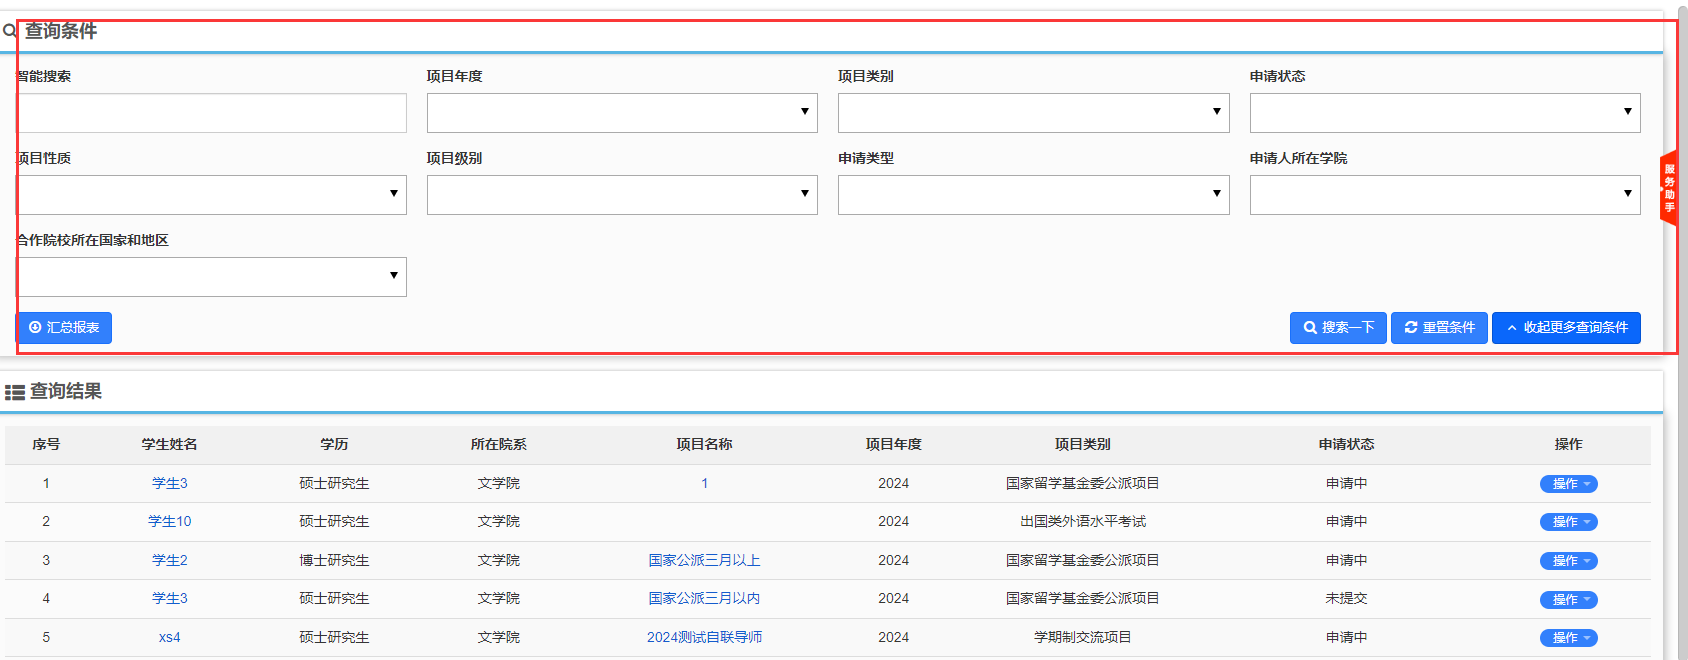 查询条件
智能搜索 项目年度 项目类别 申请状态
项目性质 项目级别 申请类型 申请人所在学院
服务助手
合作院校所在国家和地区
汇总报表 搜索一下 重置条件 收起更多查询条件
查询结果
序号 学生姓名 学历 所在院系 项目名称 项目年度 项目类别 申请状态 操作
1 学生3 硕士研究生 文学院 1 2024 国家留学基金委公派项目 申请中 操作
2 学生10 硕士研究生 文学院 2024 出国类外语水平考试 申请中 操作
3 学生2 博士研究生 文学院 国家公派三月以上 2024 国家留学基金委公派项目 申请中 操作
4 学生3 硕士研究生 文学院 国家公派三月以内 2024 国家留学基金委公派项目 未提交 操作
5 xs4 硕士研究生 文学院 2024测试自联导师 2024 学期制交流项目 申请中 操作